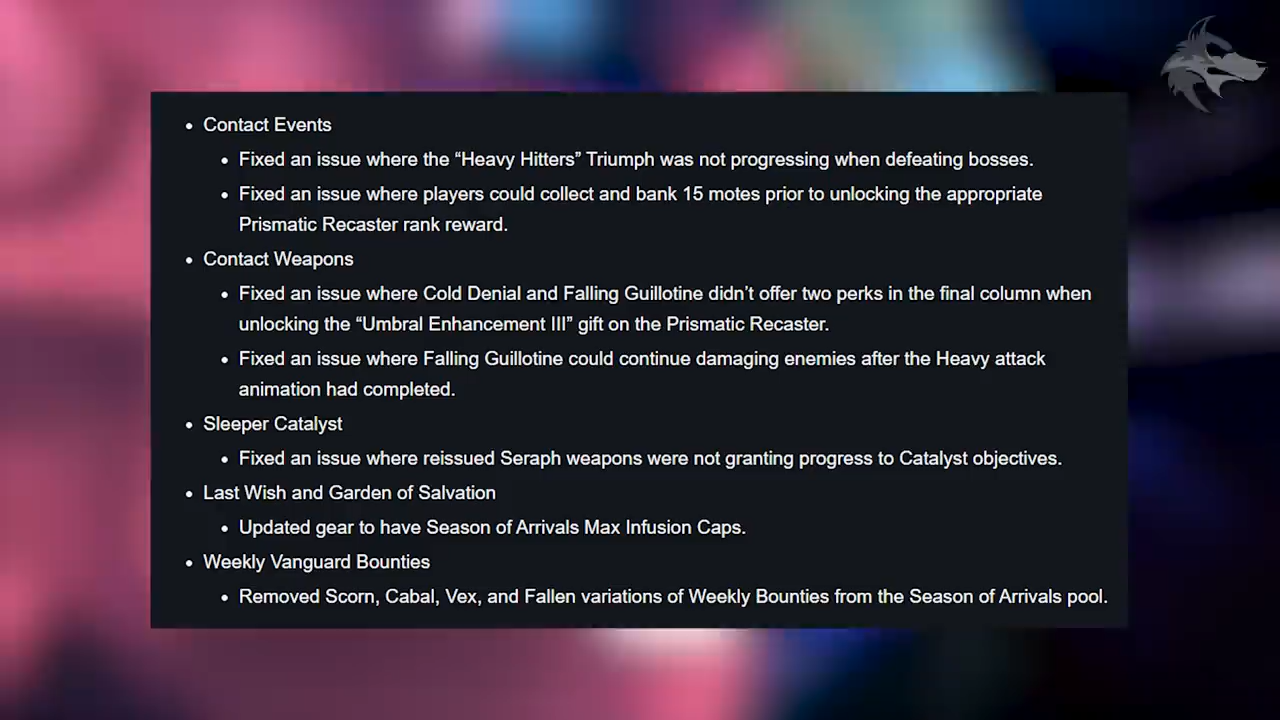 • Contact Events
• Fixed an issue where the “Heavy Hitters” Triumph was not progressing when defeating bosses.
• Fixed an issue where players could collect and bank 15 motes prior to unlocking the appropriate
Prismatic Recaster rank reward.
• Contact Weapons
• Fixed an issue where Cold Denial and Falling Guillotine didn’t offer two perks in the final column when
unlocking the “Umbral Enhancement III” gift on the Prismatic Recaster.
• Fixed an issue where Falling Guillotine could continue damaging enemies after the Heavy attack
animation had completed.
• Sleeper Catalyst
• Fixed an issue where reissued Seraph weapons were not granting progress to Catalyst objectives.
• Last Wish and Garden of Salvation
• Updated gear to have Season of Arrivals Max Infusion Caps.
• Weekly Vanguard Bounties
• Removed Scorn, Cabal, Vex, and Fallen variations of Weekly Bounties from the Season of Arrivals pool.